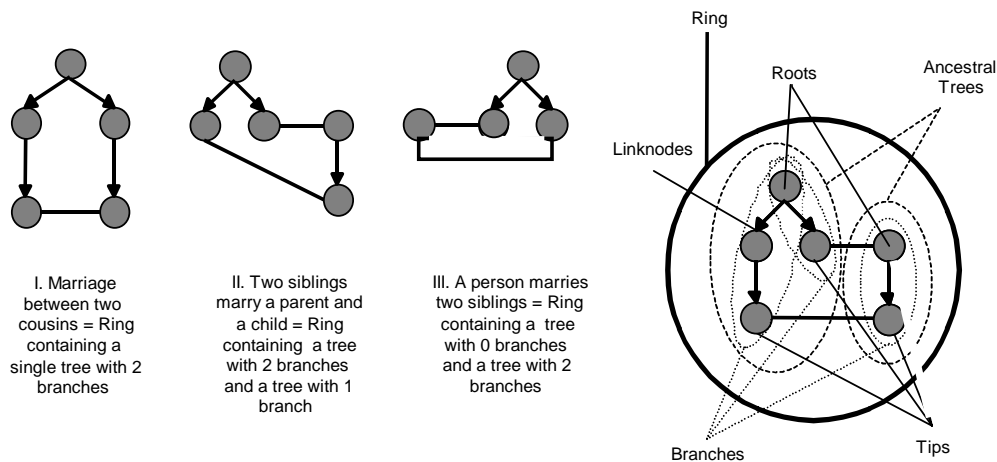 Ring
Roots
Ancestral
Trees
Linknodes
I. Marriage
between two
cousins = Ring
containing a
single tree with 2
branches
II. Two siblings
marry a parent and
a child = Ring
containing a tree
with 2 branches
and a tree with 1
branch
III. A person marries
two siblings = Ring
containing a tree
with 0 branches
and a tree with 2
branches
Branches
Tips